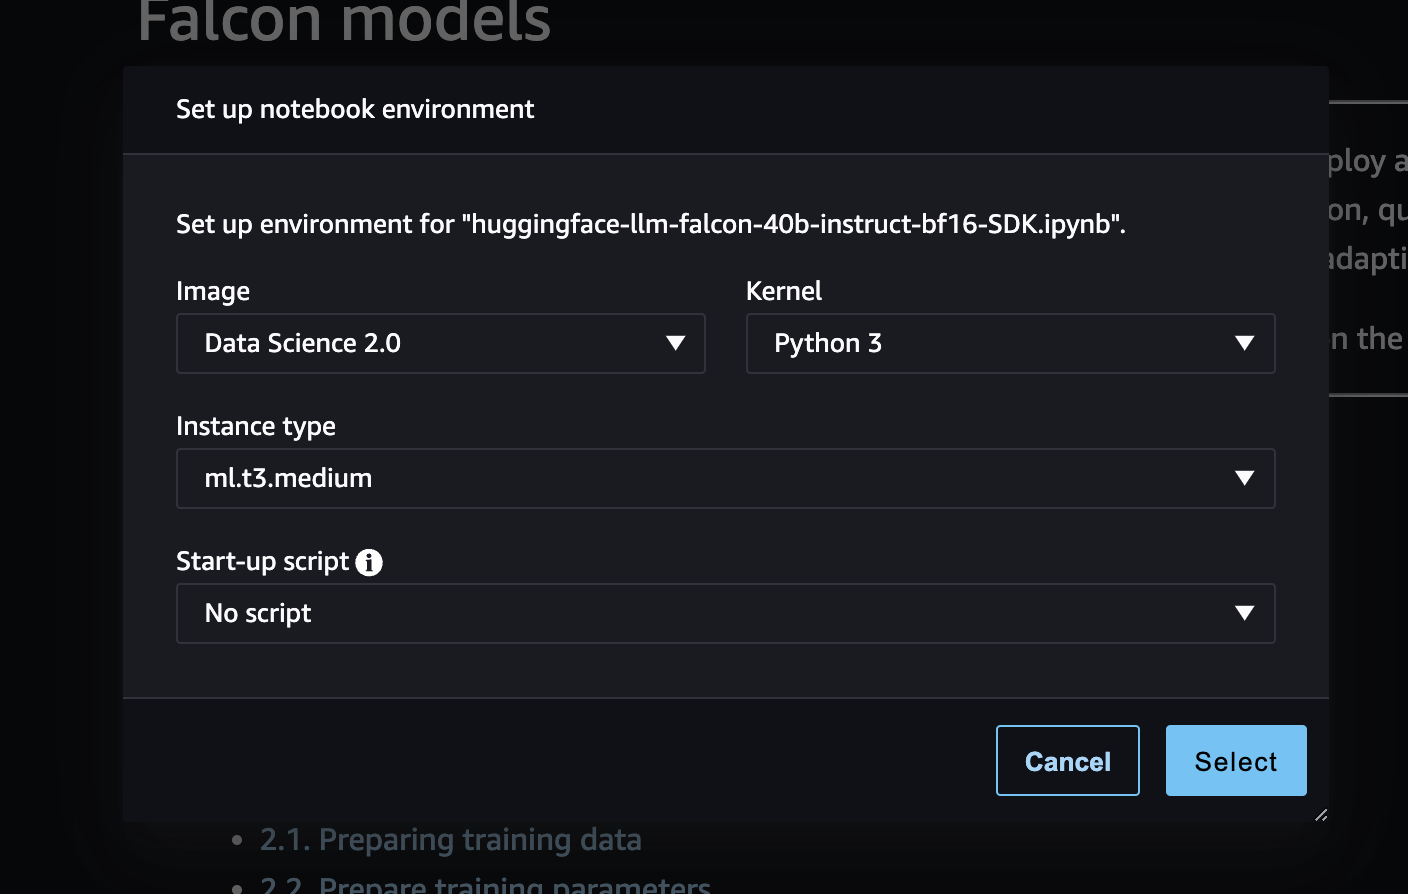 Falcon models
Set up notebook environment
ploy a
on, qu
adapti
n the
Set up environment for "huggingface-llm-falcon-40b-instruct-bf16-SDK.ipynb".
Image
Kernel
Data Science 2.0
Python 3
Instance type
ml.t3.medium
Start-up script
No script
Cancel
Select
• 2.1. Preparing training data
• 2.2. Prepare training parameters